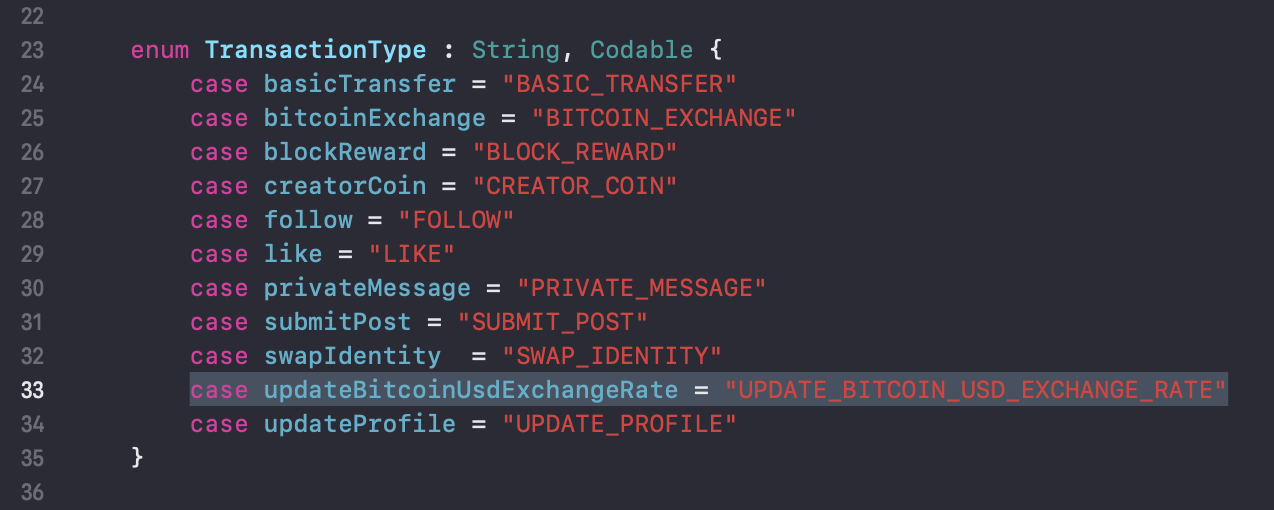 22
23 enum TransactionType : String, Codable {
24 case basicTransfer = "BASIC_TRANSFER"
25 case bitcoinExchange = "BITCOIN_EXCHANGE"
26 case blockReward = "BLOCK_REWARD"
27 case creatorCoin = "CREATOR_COIN"
28 case follow = "FOLLOW"
29 case like = "LIKE"
30 case privateMessage = "PRIVATE_MESSAGE"
31 case submitPost = "SUBMIT_POST"
32 case swapIdentity  = "SWAP_IDENTITY"
33 case updateBitcoinUsdExchangeRate = "UPDATE_BITCOIN_USD_EXCHANGE_RATE"
34 case updateProfile = "UPDATE_PROFILE"
35 }
36